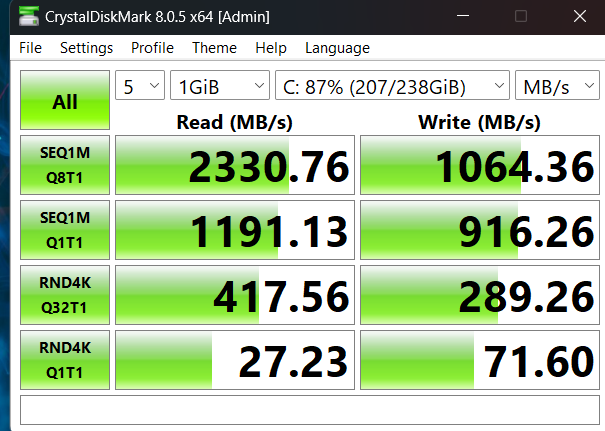 CrystalDiskMark 8.0.5 x64 [Admin]
File Settings Profile Theme Help Language
All 5 1GiB C: 87% (207/238GiB) MB/s
Read (MB/s) Write (MB/s)
SEQ1M
Q8T1 2330.76 1064.36
SEQ1M
Q1T1 1191.13 916.26
RND4K
Q32T1 417.56 289.26
RND4K
Q1T1 27.23 71.60